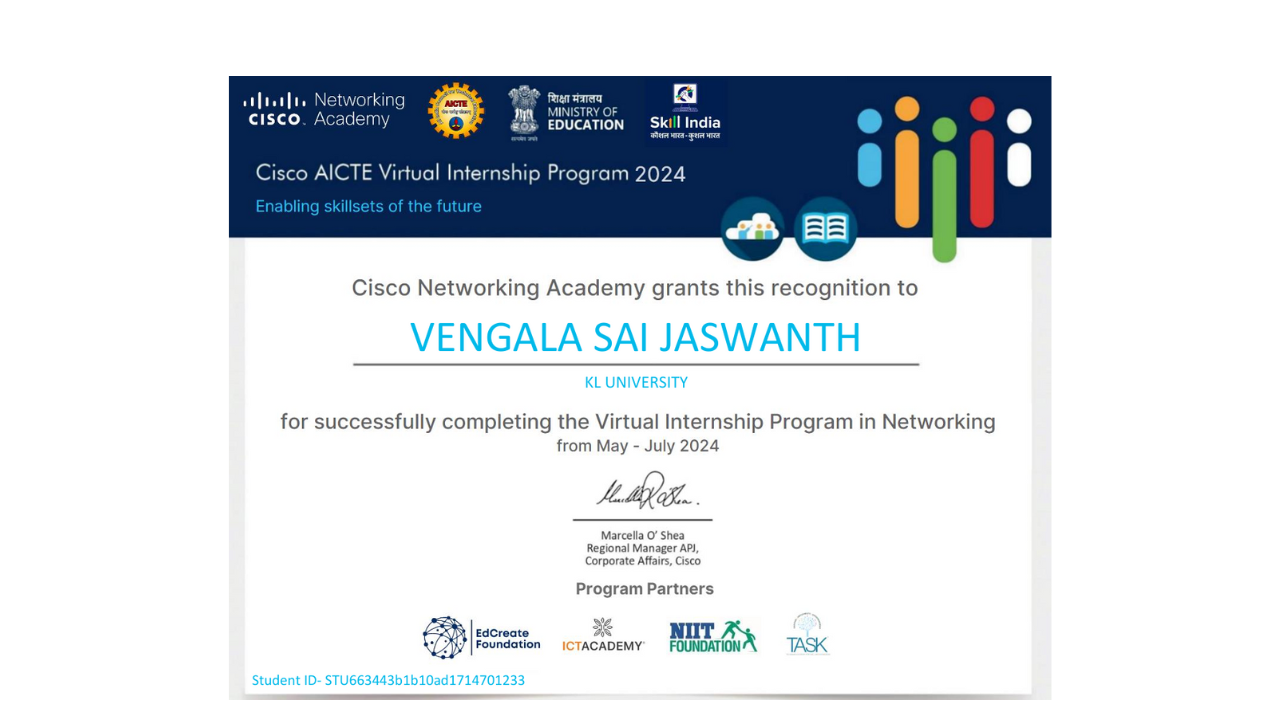 Networking
CISCO. Academy
AICTE
शिक्षा मंत्रालय
MINISTRY OF
EDUCATION
सत्यमेव जयते
Skill India
कौशल भारत-कुशल भारत
Cisco AICTE Virtual Internship Program 2024
Enabling skillsets of the future
Cisco Networking Academy grants this recognition to
VENGALA SAI JASWANTH
KL UNIVERSITY
for successfully completing the Virtual Internship Program in Networking
from May - July 2024
Marcella O' Shea
Regional Manager APJ,
Corporate Affairs, Cisco
Program Partners
EdCreate
Foundation
ICTACADEMY
NIIT
FOUNDATION
TASK
Student ID- STU663443b1b10ad1714701233